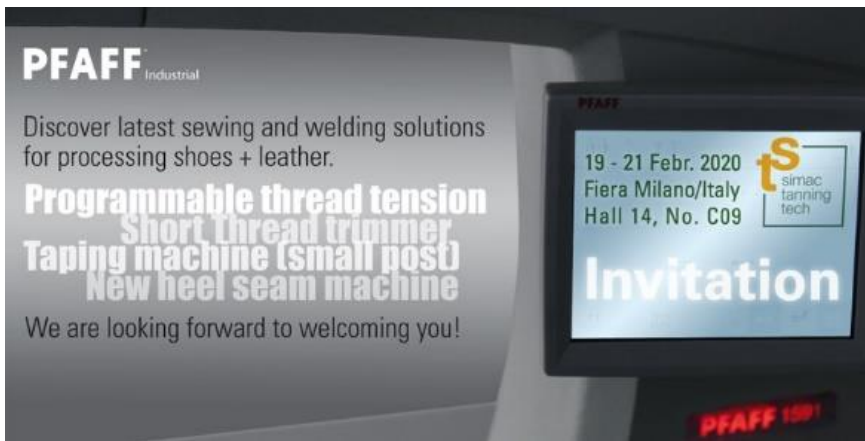 PFAFF Industrial
Discover latest sewing and welding solutions
for processing shoes + leather.
Programmable thread tension
Short thread trimmer
Taping machine (small post)
New heel seam machine
We are looking forward to welcoming you!
PFAFF
19 - 21 Febr. 2020
Fiera Milano/Italy
Hall 14, No. C09
ts
simac
tanning
tech
Invitation
PFAFF 1591